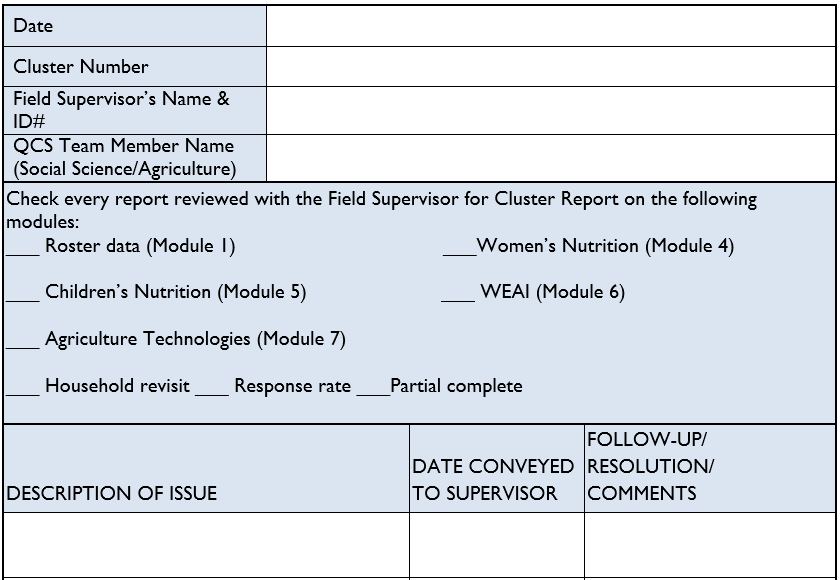 Date
Cluster Number
Field Supervisor's Name &
ID#
QCS Team Member Name
(Social Science/Agriculture)
Check every report reviewed with the Field Supervisor for Cluster Report on the following
modules:
___ Roster data (Module 1) ___Women's Nutrition (Module 4)
___ Children's Nutrition (Module 5) ___ WEAI (Module 6)
___ Agriculture Technologies (Module 7)
___ Household revisit ___ Response rate ___Partial complete
DESCRIPTION OF ISSUE
DATE CONVEYED
TO SUPERVISOR
FOLLOW-UP/
RESOLUTION/
COMMENTS